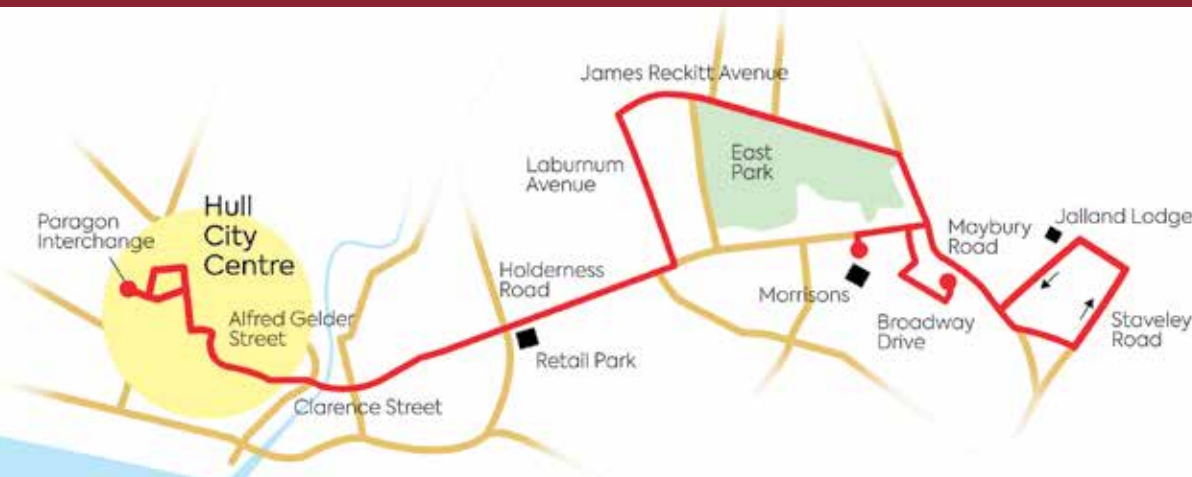 James Reckitt Avenue
East
Park
Laburnum
Avenue
Hull
City
Centre
Paragon
Interchange
Maybury
Road
Jalland Lodge
Holderness
Road
Morrisons
Alfred Gelder
Street
Broadway
Drive
Staveley
Road
Retail Park
Clarence Street